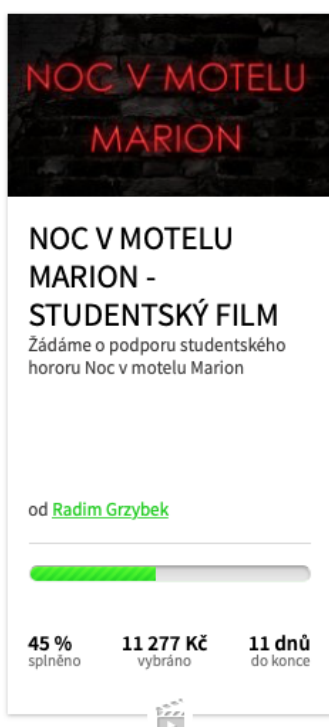 NOC V MOTELU
MARION
NOC V MOTELU
MARION -
STUDENTSKÝ FILM
Žádáme o podporu studentského
hororu Noc v motelu Marion
od Radim Grzybek
45 % 11 277 Kč 11 dnů
splněno vybráno do konce